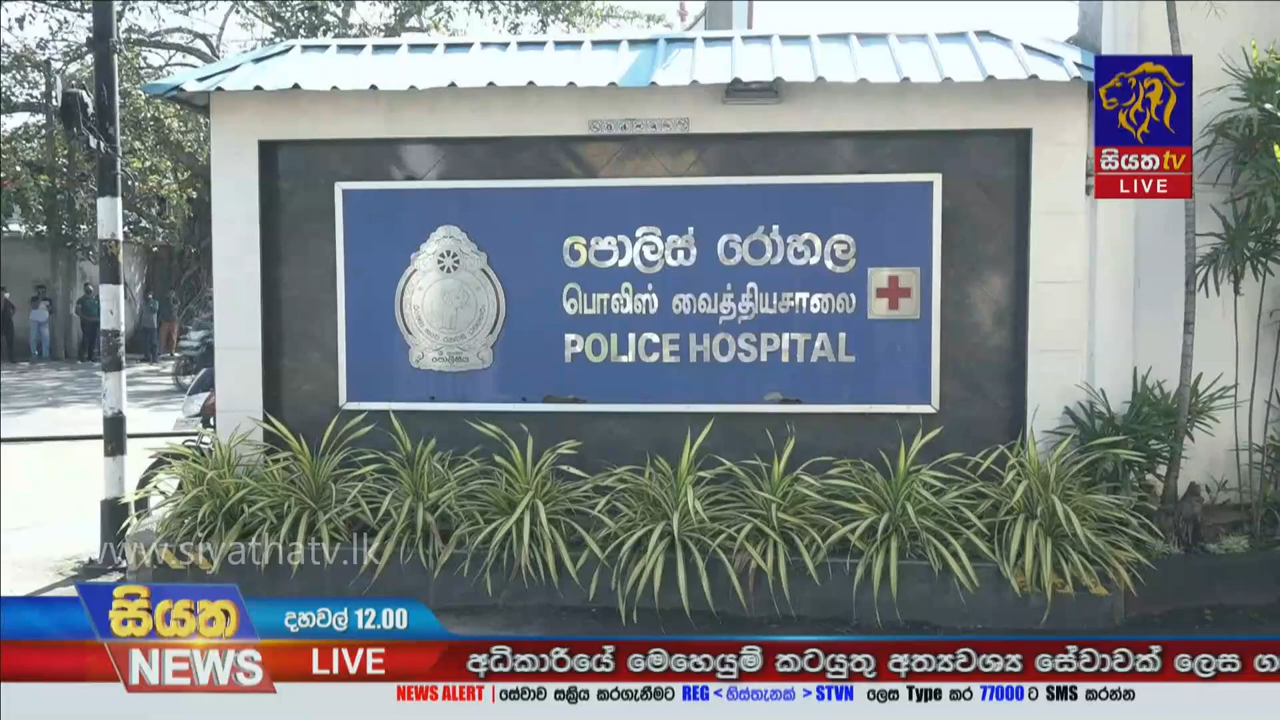 සියත tv
LIVE
පොලිස් රෝහල
பொலிஸ் வைத்தியசாலை
POLICE HOSPITAL
පොලිසිය
www.siyathatv.lk
සියත
NEWS
දහවල් 12.00
LIVE
අධිකාරියේ මෙහෙයුම් කටයුතු අත්‍යවශ්‍ය සේවාවක් ලෙස
NEWS ALERT | සේවාව සක්‍රිය කරගැනීමට REG < හිස්තැනක් > STVN ලෙස Type කර 77000 ට SMS කරන්න